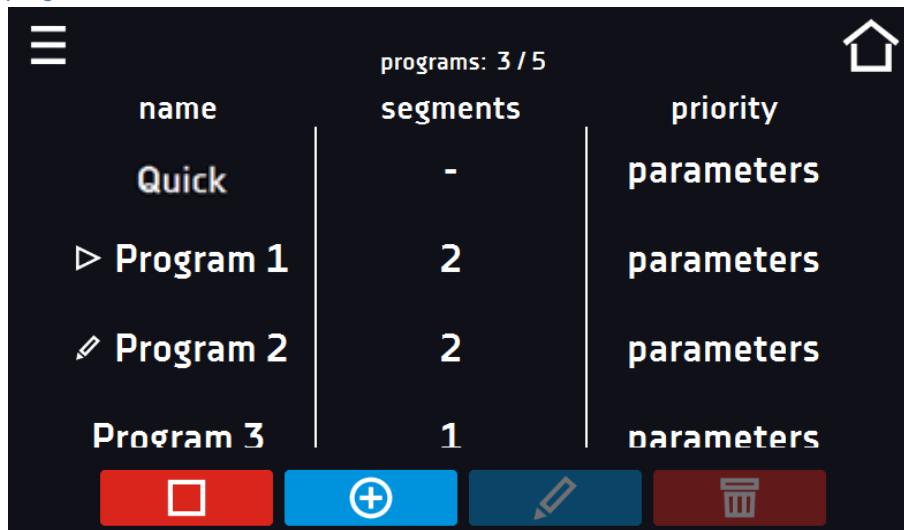 programs: 3 / 5
name segments priority
Quick - parameters
Program 1 2 parameters
Program 2 2 parameters
Program 3 1 parameters